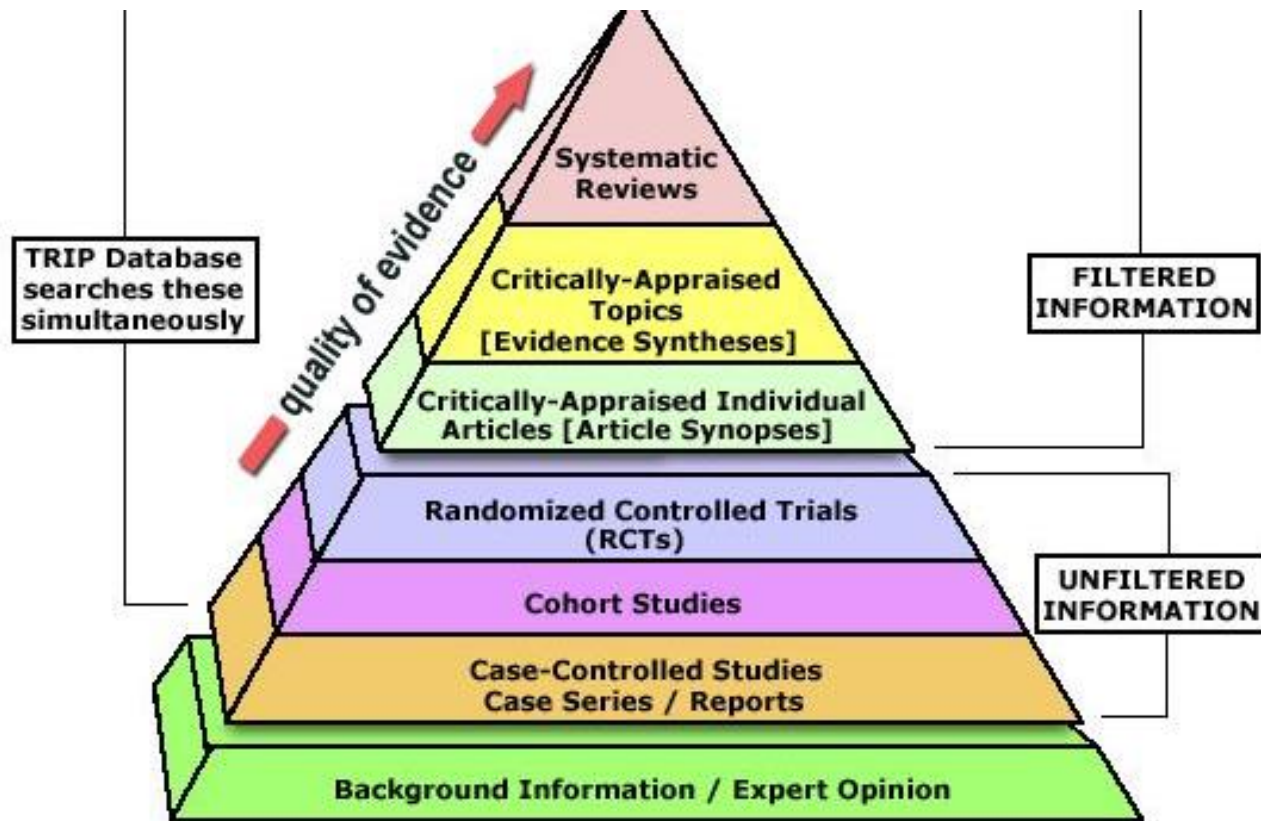 Systematic
Reviews
quality of evidence
TRIP Database
searches these
simultaneously
Critically-Appraised
Topics
[Evidence Syntheses]
FILTERED
INFORMATION
Critically-Appraised Individual
Articles [Article Synopses]
Randomized Controlled Trials
(RCTs)
UNFILTERED
INFORMATION
Cohort Studies
Case-Controlled Studies
Case Series / Reports
Background Information / Expert Opinion